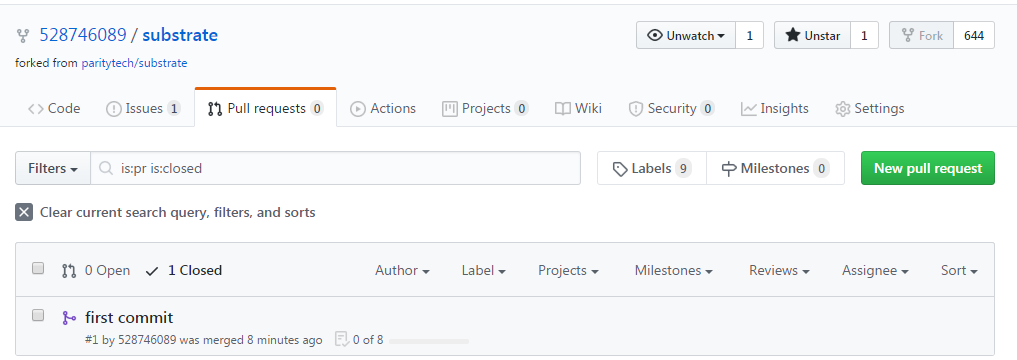 528746089 / substrate
Unwatch 1
Unstar 1
Fork 644
forked from paritytech/substrate
Code
Issues 1
Pull requests 0
Actions
Projects 0
Wiki
Security 0
Insights
Settings
Filters
is:pr is:closed
Labels 9
Milestones 0
New pull request
Clear current search query, filters, and sorts
0 Open
1 Closed
Author
Label
Projects
Milestones
Reviews
Assignee
Sort
first commit
#1 by 528746089 was merged 8 minutes ago 0 of 8